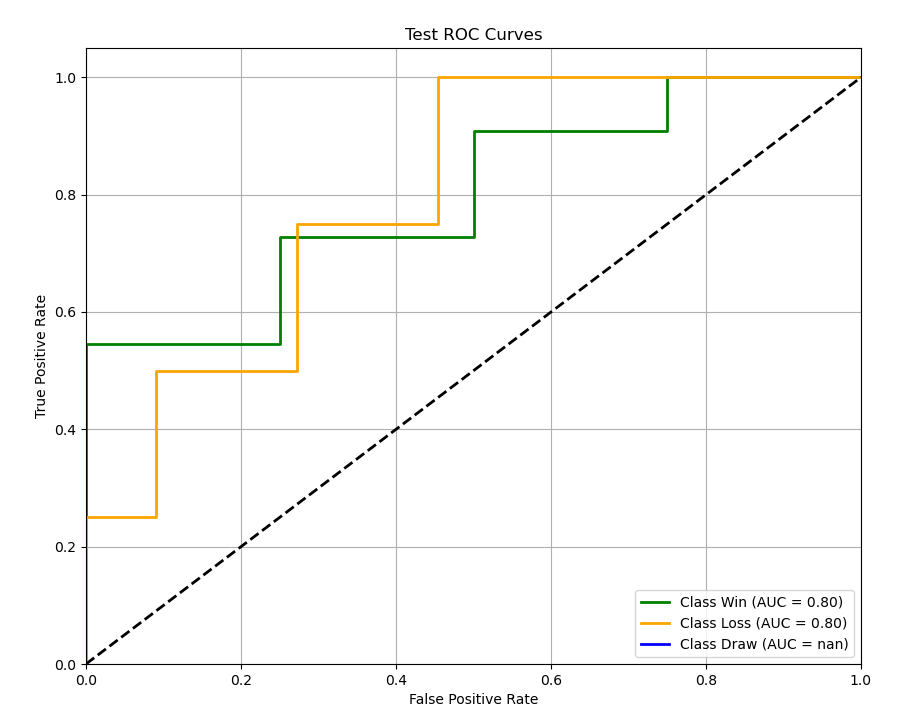 Test ROC Curves
True Positive Rate
1.0
0.8
0.6
0.4
0.2
0.0
0.0 0.2 0.4 0.6 0.8 1.0
False Positive Rate
Class Win (AUC = 0.80)
Class Loss (AUC = 0.80)
Class Draw (AUC = nan)